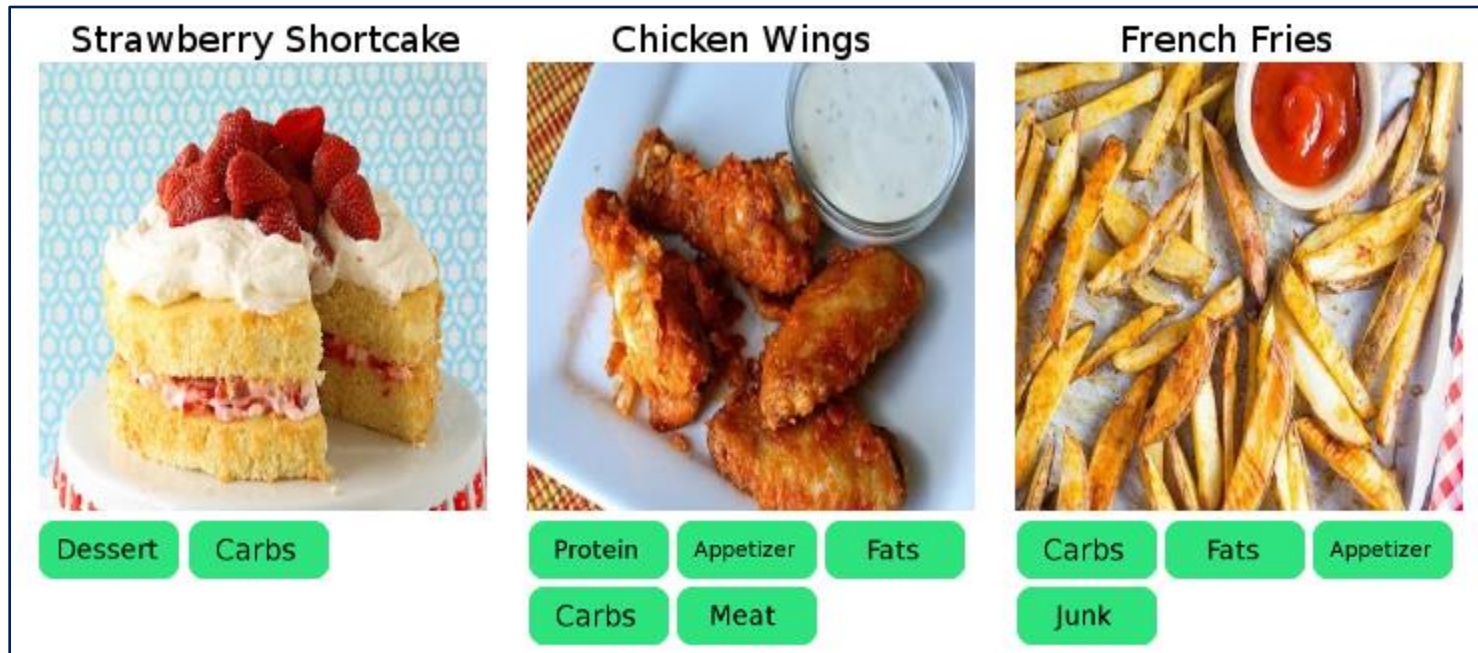 Strawberry Shortcake
Dessert Carbs
Chicken Wings
Protein Appetizer Fats
Carbs Meat
French Fries
Carbs Fats Appetizer
Junk